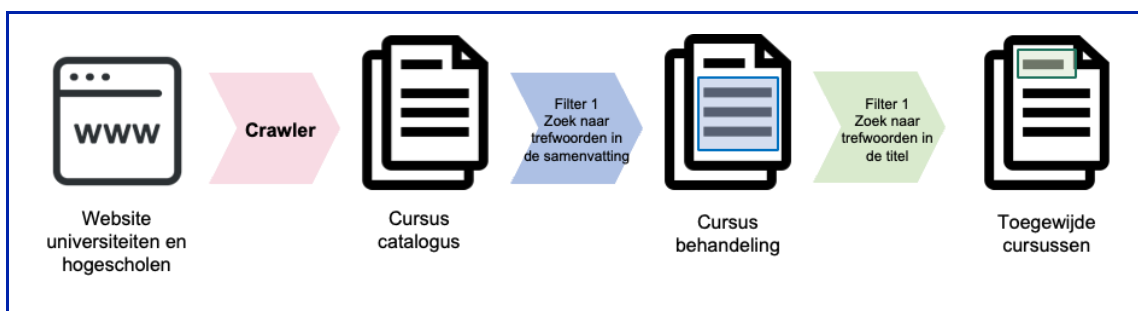 WWW
Website
universiteiten en
hogescholen
Crawler
Cursus
catalogus
Filter 1
Zoek naar
trefwoorden in
de samenvatting
Cursus
behandeling
Filter 1
Zoek naar
trefwoorden in
de titel
Toegewijde
cursussen